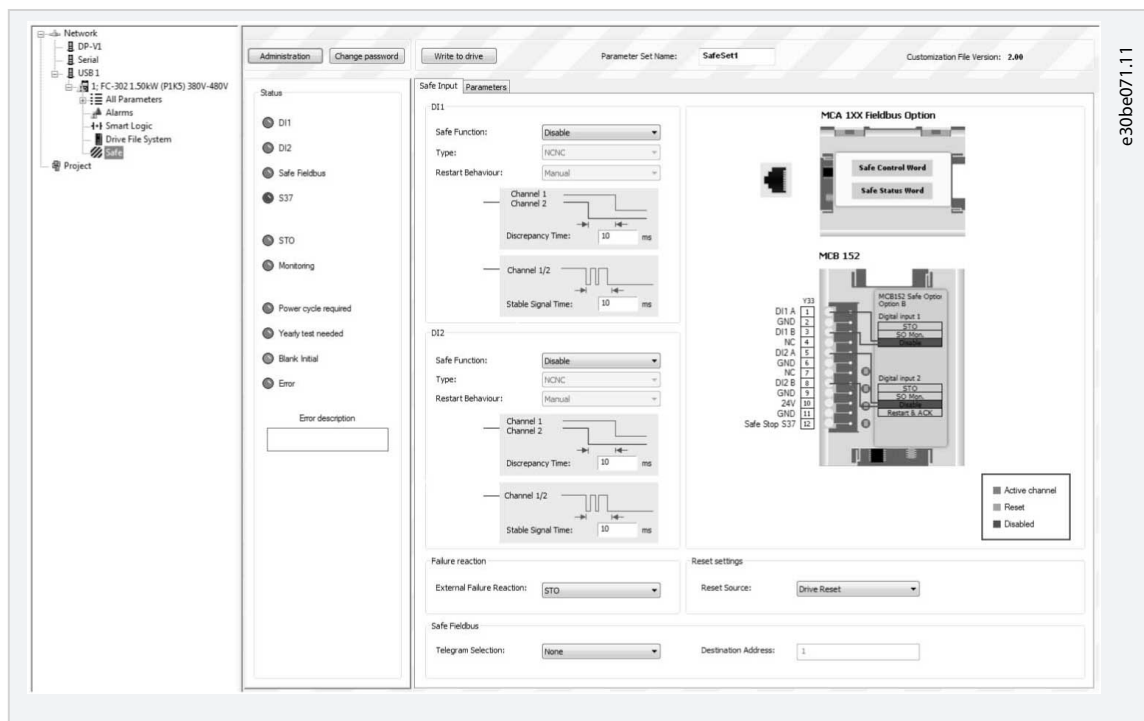 Network
DP-V1
Serial
USB 1
1; FC-302 1.50kW (P1K5) 380V-480V
All Parameters
Alarms
Smart Logic
Drive File System
Safe
Project
Administration
Change password
Write to drive
Parameter Set Name: SafeSet1
Customization File Version: 2.00
Status
DI1
DI2
Safe Fieldbus
S37
STO
Monitoring
Power cycle required
Yearly test needed
Blank Initial
Error
Error description
Safe Input
Parameters
DI1
Safe Function: Disable
Type: NCNC
Restart Behaviour: Manual
Channel 1
Channel 2
Discrepancy Time: 10 ms
Channel 1/2
Stable Signal Time: 10 ms
DI2
Safe Function: Disable
Type: NCNC
Restart Behaviour: Manual
Channel 1
Channel 2
Discrepancy Time: 10 ms
Channel 1/2
Stable Signal Time: 10 ms
MCA 1XX Fieldbus Option
Safe Control Word
Safe Status Word
MCB 152
Y33
DI1 A 1
GND 2
DI1 B 3
NC 4
DI2 A 5
GND 6
NC 7
DI2 B 8
GND 9
24V 10
GND 11
Safe Stop S37 12
MCB152 Safe Option
Option B
Digital input 1
STO
SO Mon.
Disable
Digital input 2
STO
SO Mon.
Disable
Restart & ACK
Active channel
Reset
Disabled
Failure reaction
External Failure Reaction: STO
Reset settings
Reset Source: Drive Reset
Safe Fieldbus
Telegram Selection: None
Destination Address: 1
e30be071.11